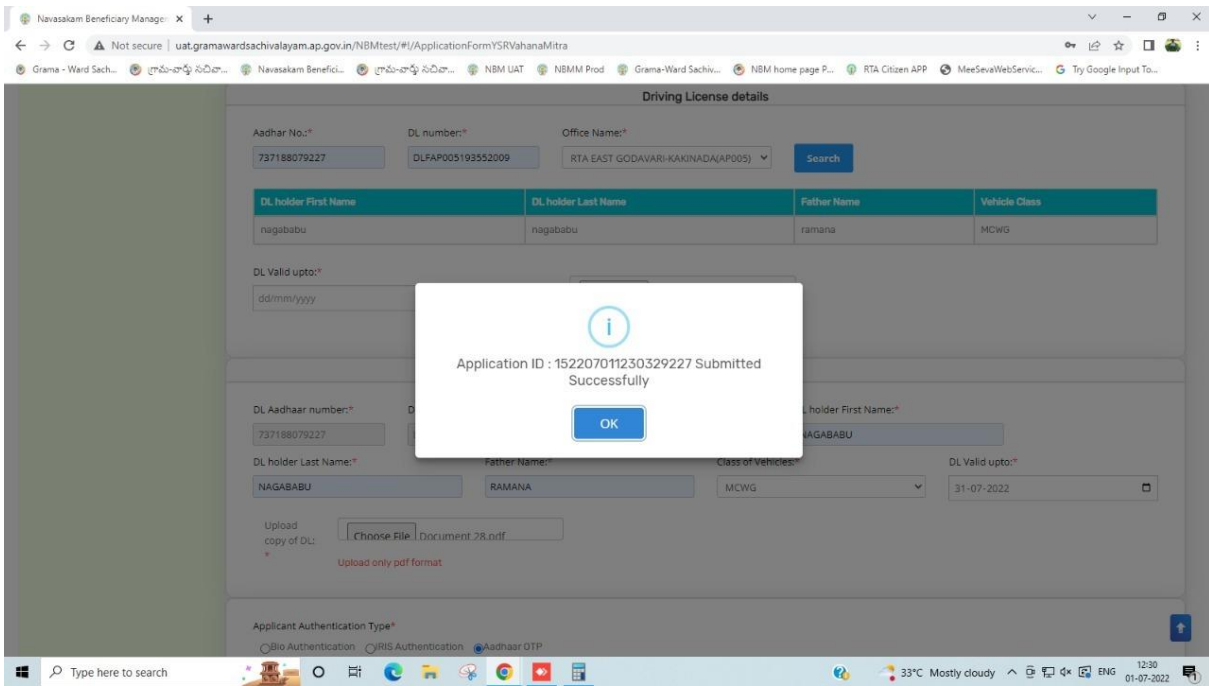 Navasakam Beneficiary Manage
Not secure | uat.gramawardsachivalayam.ap.gov.in/NBMtest/#!/ApplicationFormYSRVahanaMitra
Grama - Ward Sach... గ్రామ-వార్డు సచివా... Navasakam Benefici... గ్రామ-వార్డు సచివా... NBM UAT NBMM Prod Grama-Ward Sachiv... NBM home page P... RTA Citizen APP MeeSevaWebServic... Try Google Input To...
Driving License details
Aadhar No.:* DL number:* Office Name:*
737188079227 DLFAP005193552009 RTA EAST GODAVARI-KAKINADA(AP005) Search
DL holder First Name DL holder Last Name Father Name Vehicle Class
nagababu nagababu ramana MCWG
DL Valid upto:*
dd/mm/yyyy
i
Application ID : 152207011230329227 Submitted
Successfully
OK
DL Aadhaar number:* D L holder First Name:*
737188079227 NAGABABU
DL holder Last Name:* Father Name:* Class of Vehicles:* DL Valid upto:*
NAGABABU RAMANA MCWG 31-07-2022
Upload
copy of DL:
*
Choose File Document 28.pdf
Upload only pdf format
Applicant Authentication Type*
Bio Authentication IRIS Authentication Aadhaar OTP
Type here to search 33°C Mostly cloudy ENG 12:30
01-07-2022